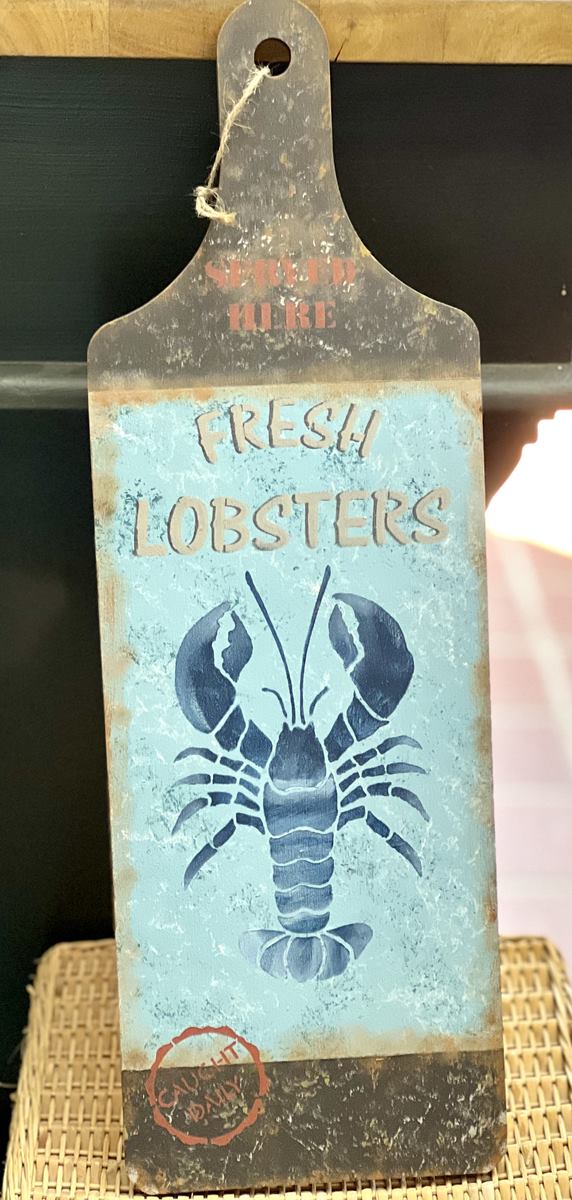 SERVED
HERE
FRESH
LOBSTERS
CAUGHT
DAILY